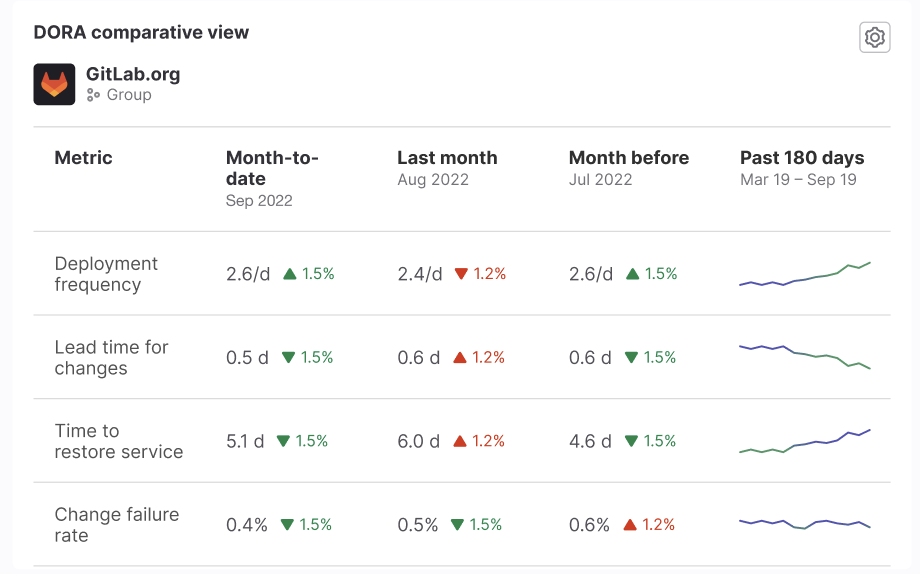 DORA comparative view
GitLab.org
Group
Metric
Month-to-
date
Sep 2022
Last month
Aug 2022
Month before
Jul 2022
Past 180 days
Mar 19 – Sep 19
Deployment
frequency
2.6/d ▲ 1.5%
2.4/d ▼ 1.2%
2.6/d ▲ 1.5%
Lead time for
changes
0.5 d ▼ 1.5%
0.6 d ▲ 1.2%
0.6 d ▼ 1.5%
Time to
restore service
5.1 d ▼ 1.5%
6.0 d ▲ 1.2%
4.6 d ▼ 1.5%
Change failure
rate
0.4% ▼ 1.5%
0.5% ▼ 1.5%
0.6% ▲ 1.2%